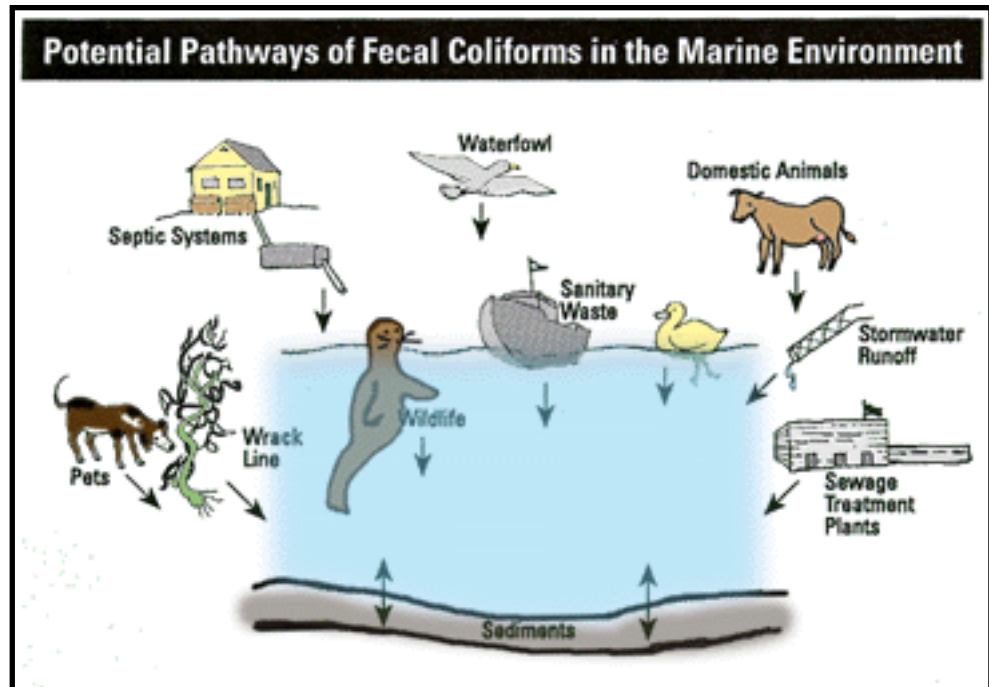 Potential Pathways of Fecal Coliforms in the Marine Environment
Waterfowl
Domestic Animals
Septic Systems
Sanitary
Waste
Stormwater
Runoff
Wildlife
Wrack
Line
Pets
Sewage
Treatment
Plants
Sediments